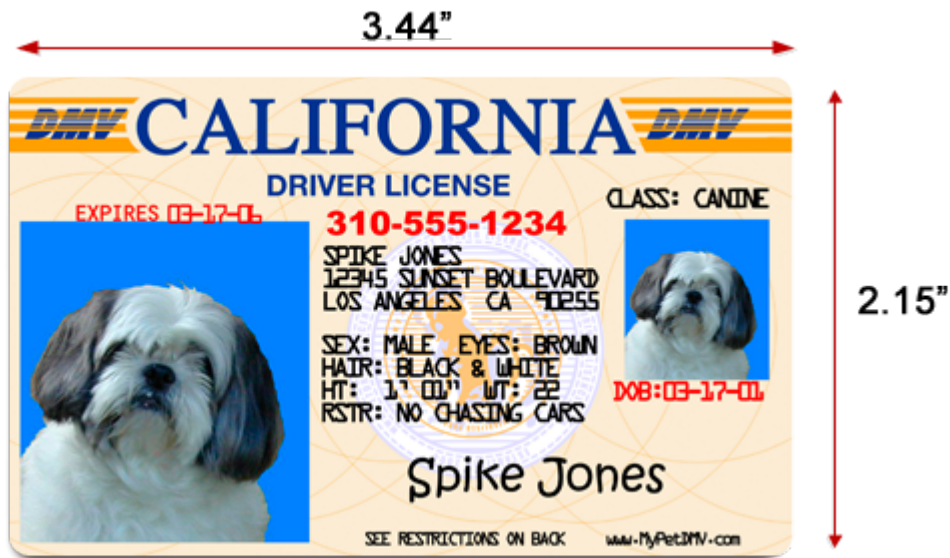 3.44”
DMV CALIFORNIA DMV
DRIVER LICENSE
CLASS: CANINE
EXPIRES 03-17-06
310-555-1234
SPIKE JONES
12345 SUNSET BOULEVARD
LOS ANGELES CA 90255
2.15”
SEX: MALE EYES: BROWN
HAIR: BLACK & WHITE
HT: 1' 01" WT: 22
RSTR: NO CHASING CARS
DOB:03-17-01
Spike Jones
SEE RESTRICTIONS ON BACK www.MyPetDMV.com